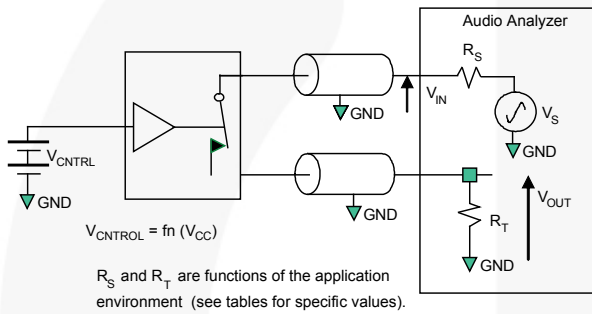 Audio Analyzer
R_S
GND
V_IN
V_S
GND
V_CNTRL
GND
GND
V_OUT
R_T
GND
V_CNTROL = fn (V_CC)
R_S and R_T are functions of the application
environment (see tables for specific values).